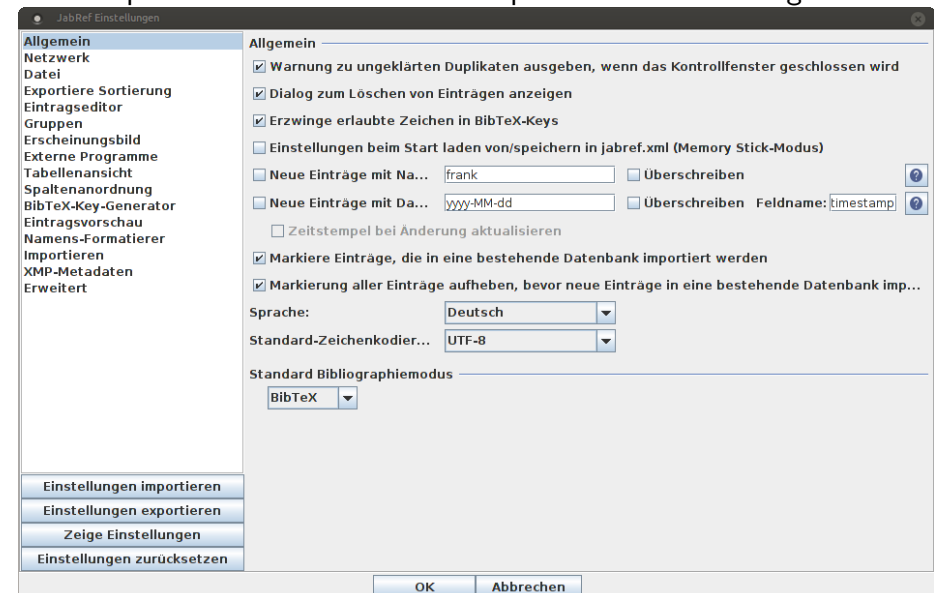 JabRef Einstellungen
Allgemein
Netzwerk
Datei
Exportiere Sortierung
Eintragseditor
Gruppen
Erscheinungsbild
Externe Programme
Tabellenansicht
Spaltenanordnung
BibTeX-Key-Generator
Eintragsvorschau
Namens-Formatierer
Importieren
XMP-Metadaten
Erweitert
Einstellungen importieren
Einstellungen exportieren
Zeige Einstellungen
Einstellungen zurücksetzen
Allgemein
Warnung zu ungeklärten Duplikaten ausgeben, wenn das Kontrollfenster geschlossen wird
Dialog zum Löschen von Einträgen anzeigen
Erzwinge erlaubte Zeichen in BibTeX-Keys
Einstellungen beim Start laden von/speichern in jabref.xml (Memory Stick-Modus)
Neue Einträge mit Na... frank Überschreiben ?
Neue Einträge mit Da... yyyy-MM-dd Überschreiben Feldname: timestamp ?
Zeitstempel bei Änderung aktualisieren
Markiere Einträge, die in eine bestehende Datenbank importiert werden
Markierung aller Einträge aufheben, bevor neue Einträge in eine bestehende Datenbank imp...
Sprache: Deutsch
Standard-Zeichenkodier... UTF-8
Standard Bibliographiemodus
BibTeX
OK Abbrechen